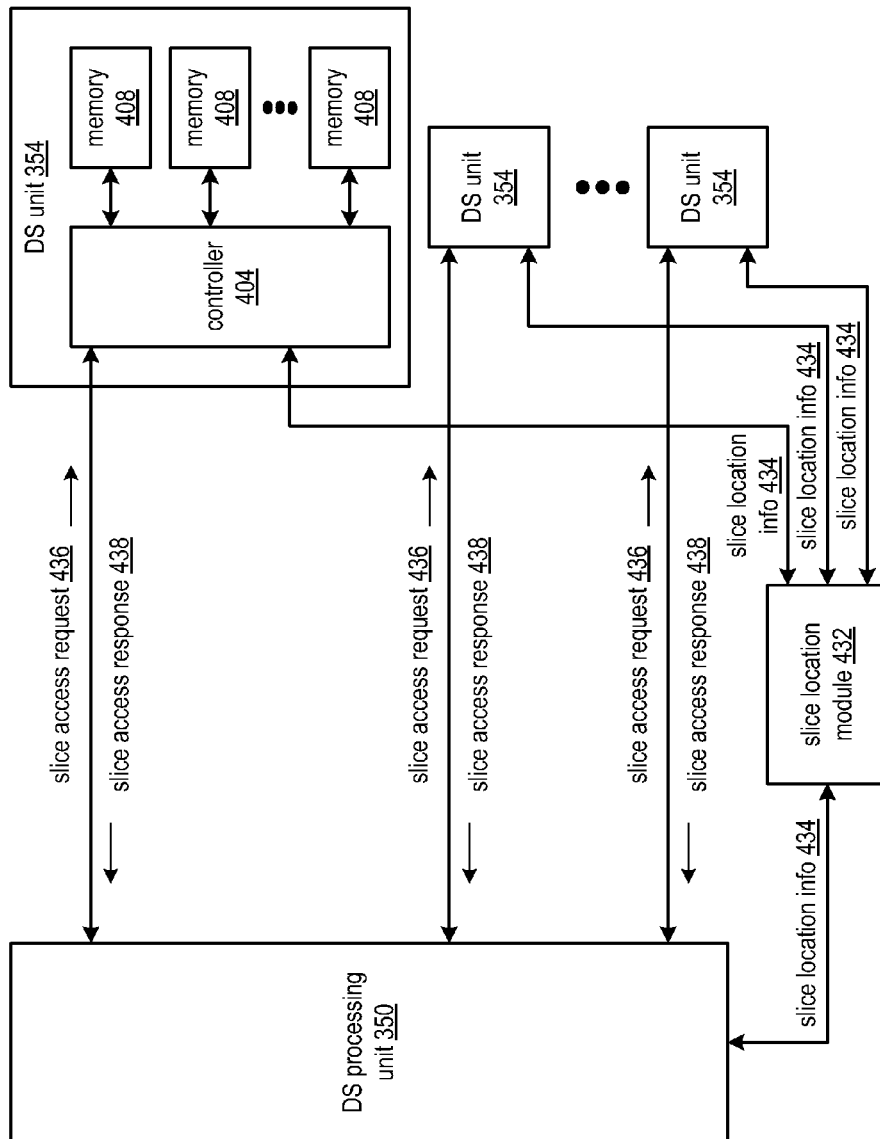 DS unit 354
memory
408
memory
408
memory
408
controller
404
DS unit
354
DS unit
354
slice access request 436
slice access response 438
slice access request 436
slice access response 438
slice access request 436
slice access response 438
slice location
info 434
slice location info 434
slice location info 434
slice location
module 432
slice location info 434
DS processing
unit 350